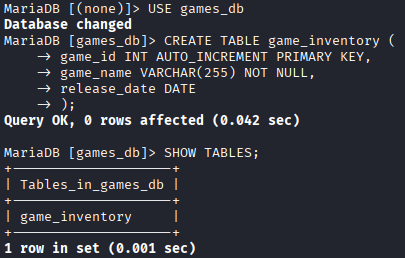 MariaDB [(none)]> USE games_db
Database changed
MariaDB [games_db]> CREATE TABLE game_inventory (
    -> game_id INT AUTO_INCREMENT PRIMARY KEY,
    -> game_name VARCHAR(255) NOT NULL,
    -> release_date DATE
    -> );
Query OK, 0 rows affected (0.042 sec)

MariaDB [games_db]> SHOW TABLES;
+--------------------+
| Tables_in_games_db |
+--------------------+
| game_inventory     |
+--------------------+
1 row in set (0.001 sec)